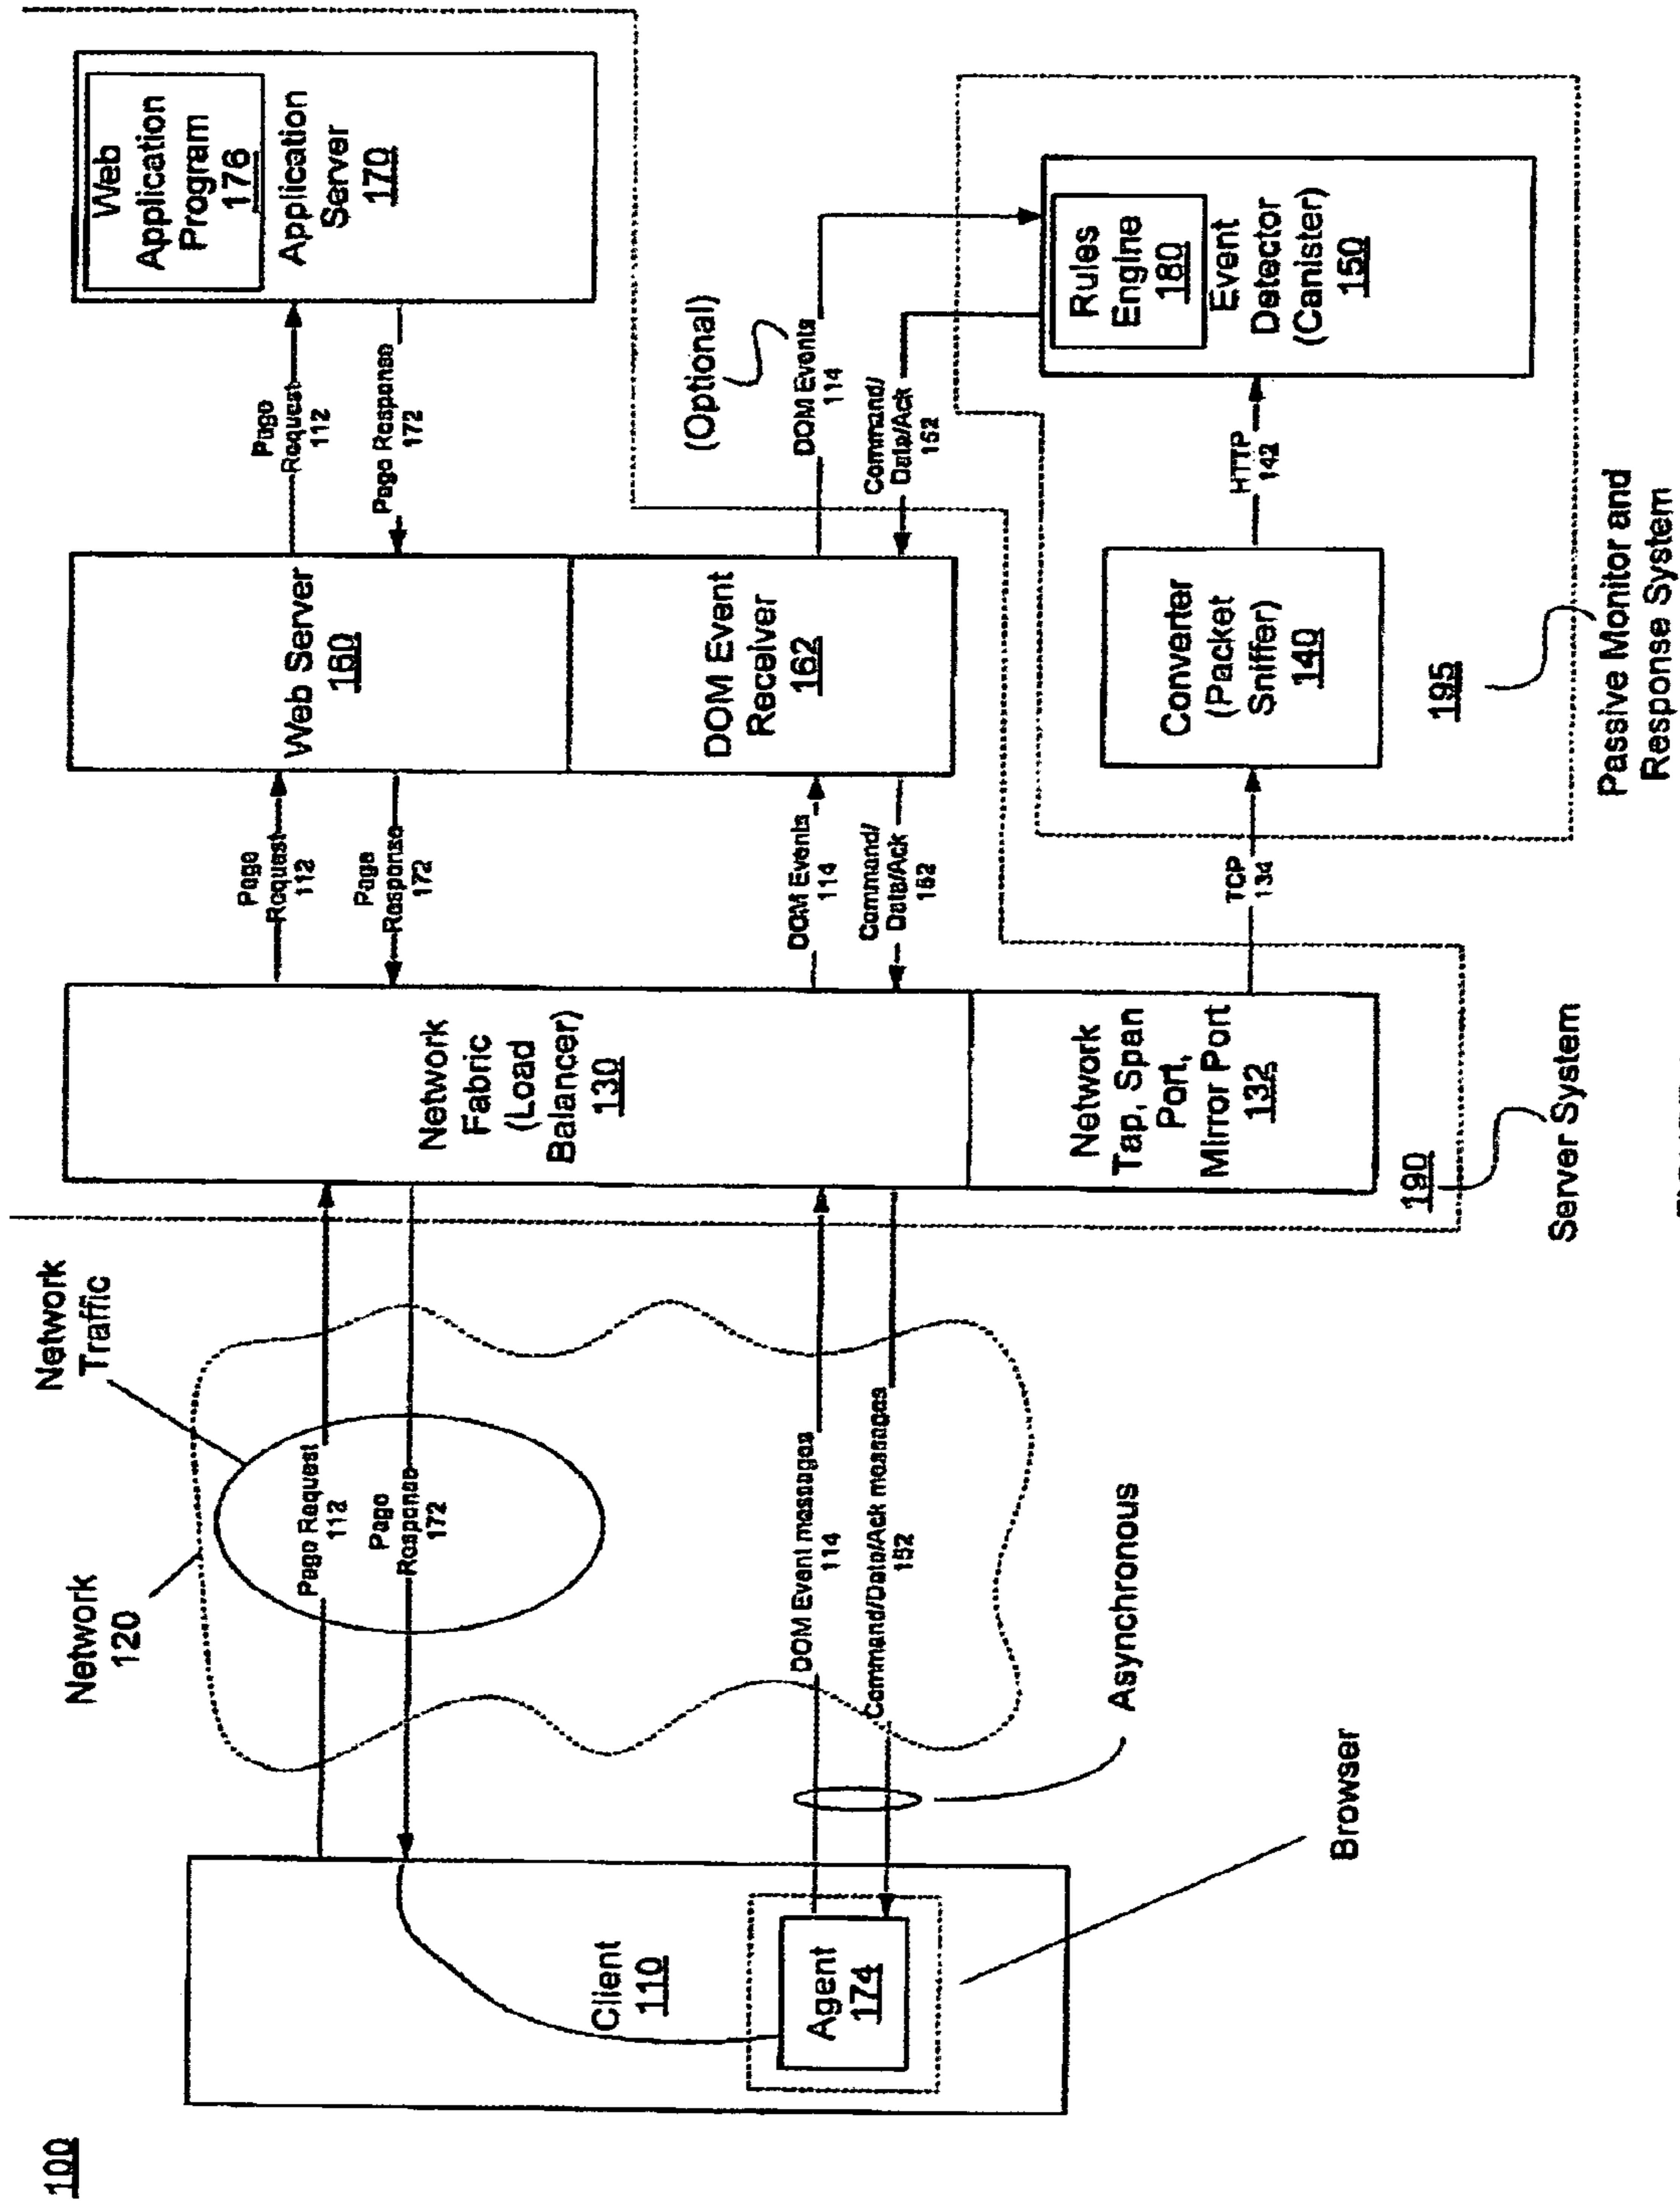 100
Client
110
Agent
174
Browser
Asynchronous
Network
120
Network
Traffic
Page Request
112
Page
Response
172
DOM Event messages
114
Command/Data/Ack messages
152
Network
Fabric
(Load
Balancer)
130
Network
Tap, Span
Port,
Mirror Port
132
190
Server System
Page
Request
112
Page
Response
172
DOM Events
114
Command/
Data/Ack
152
TCP
134
Web Server
160
DOM Event
Receiver
162
Converter
(Packet
Sniffer)
140
195
Passive Monitor and
Response System
Page
Request
112
Page Response
172
(Optional)
DOM Events
114
Command/
Data/Ack
152
HTTP
142
Web
Application
Program
176
Application
Server
170
Rules
Engine
180
Event
Detector
(Canister)
150